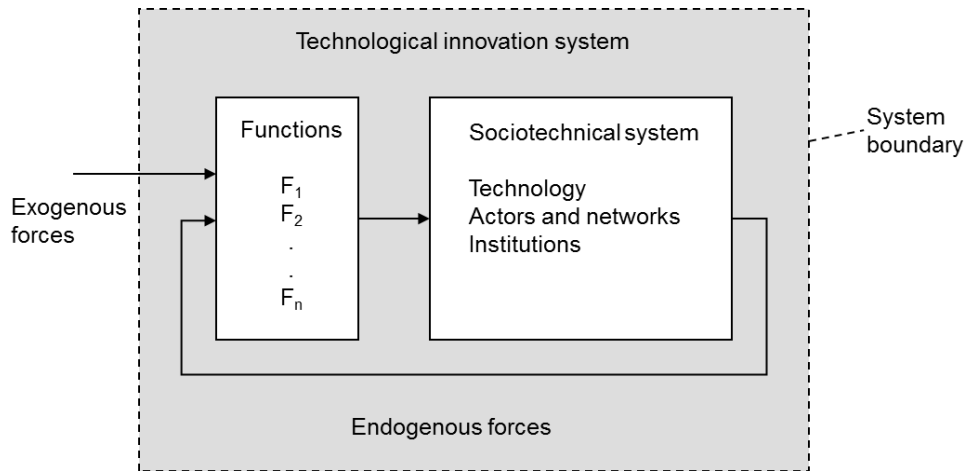 Technological innovation system
Functions
F₁
F₂
.
.
Fₙ
Sociotechnical system
Technology
Actors and networks
Institutions
System
boundary
Exogenous
forces
Endogenous forces